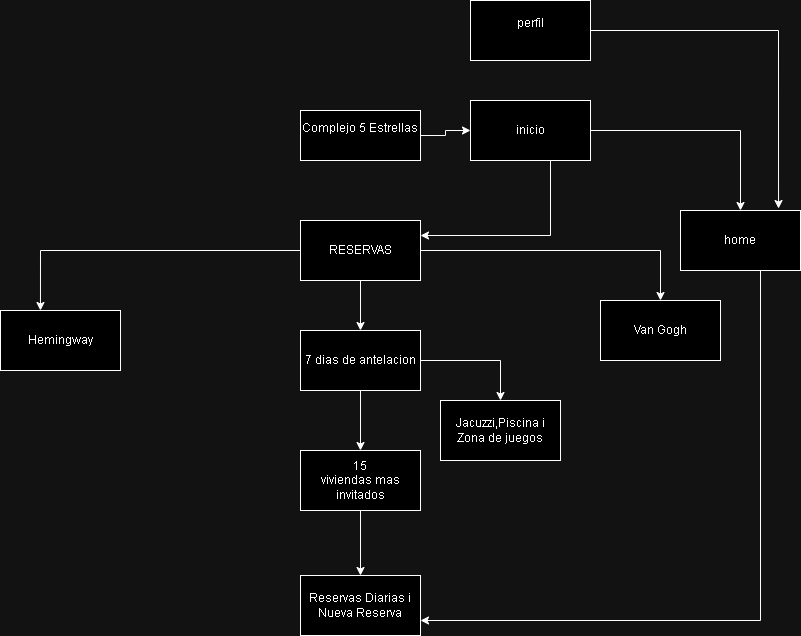 perfil
Complejo 5 Estrellas
inicio
home
RESERVAS
Hemingway
Van Gogh
7 dias de antelacion
Jacuzzi,Piscina i
Zona de juegos
15
viviendas mas
invitados
Reservas Diarias i
Nueva Reserva